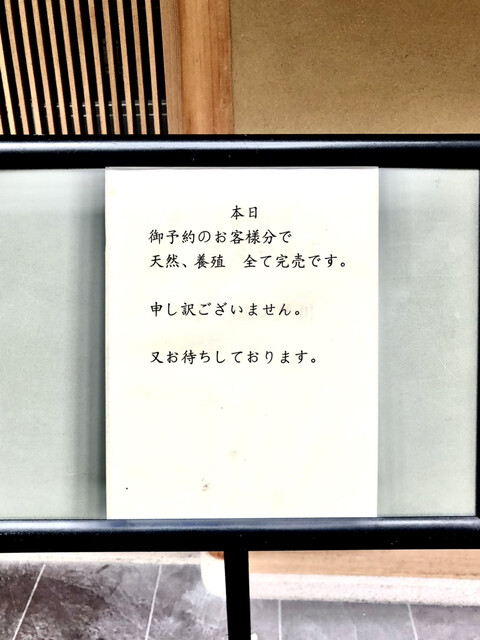 本日
御予約のお客様分で
天然、養殖　全て完売です。
申し訳ございません。
又お待ちしております。